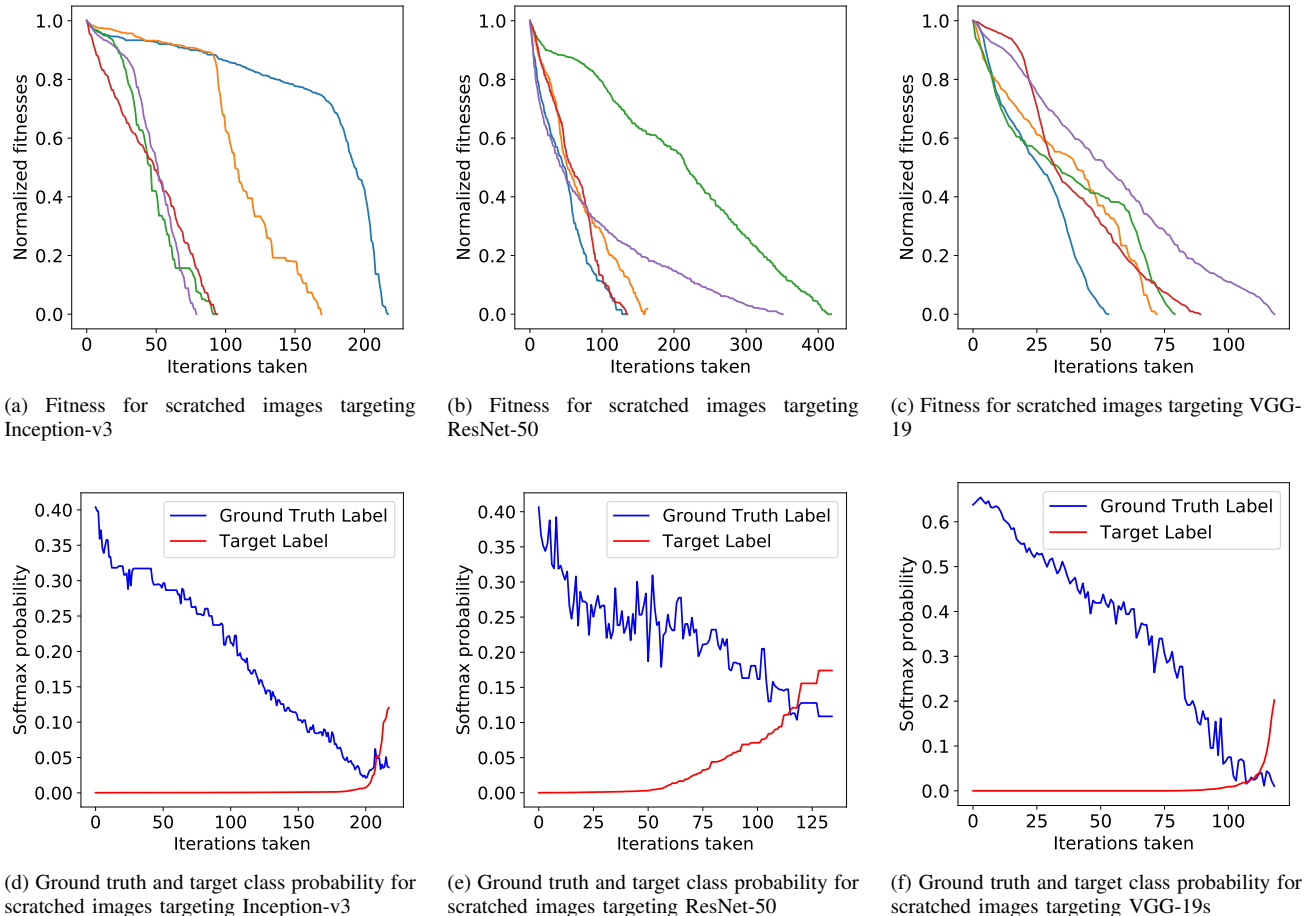 1.0
0.8
0.6
0.4
0.2
0.0
Normalized fitnesses
0 50 100 150 200
Iterations taken
(a) Fitness for scratched images targeting
Inception-v3
1.0
0.8
0.6
0.4
0.2
0.0
Normalized fitnesses
0 100 200 300 400
Iterations taken
(b) Fitness for scratched images targeting
ResNet-50
1.0
0.8
0.6
0.4
0.2
0.0
Normalized fitnesses
0 25 50 75 100
Iterations taken
(c) Fitness for scratched images targeting VGG-
19
0.40
0.35
0.30
0.25
0.20
0.15
0.10
0.05
0.00
Softmax probability
Ground Truth Label
Target Label
0 50 100 150 200
Iterations taken
(d) Ground truth and target class probability for
scratched images targeting Inception-v3
0.40
0.35
0.30
0.25
0.20
0.15
0.10
0.05
0.00
Softmax probability
Ground Truth Label
Target Label
0 25 50 75 100 125
Iterations taken
(e) Ground truth and target class probability for
scratched images targeting ResNet-50
0.6
0.5
0.4
0.3
0.2
0.1
0.0
Softmax probability
Ground Truth Label
Target Label
0 25 50 75 100
Iterations taken
(f) Ground truth and target class probability for
scratched images targeting VGG-19s